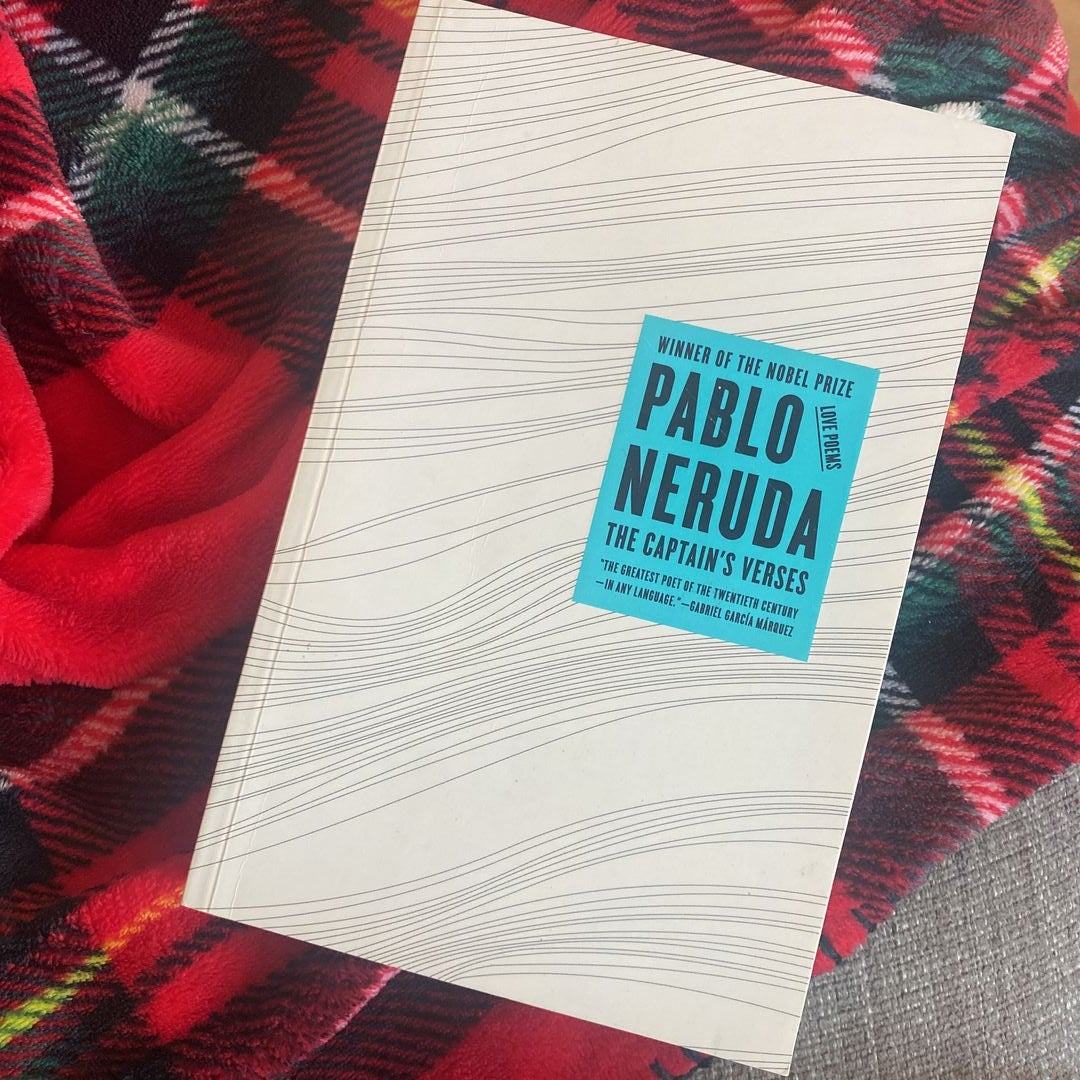 WINNER OF THE NOBEL PRIZE
PABLO
LOVE POEMS
NERUDA
THE CAPTAIN'S VERSES
"THE GREATEST POET OF THE TWENTIETH CENTURY
—IN ANY LANGUAGE."—GABRIEL GARCÍA MÁRQUEZ